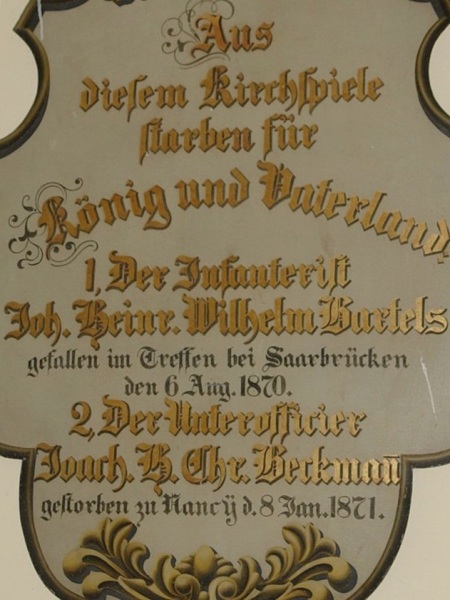 Aus
dieſem Kirchſpiele
ſtarben für
König und Vaterland.
1, Der Infanteriſt
Joh. Heinr. Wilhelm Bartels
gefallen im Treffen bei Saarbrücken
den 6 Aug. 1870.
2, Der Unterofficier
Joach. H. Chr. Beckman̄
geſtorben zu Nancÿ d. 8 Jan. 1871.